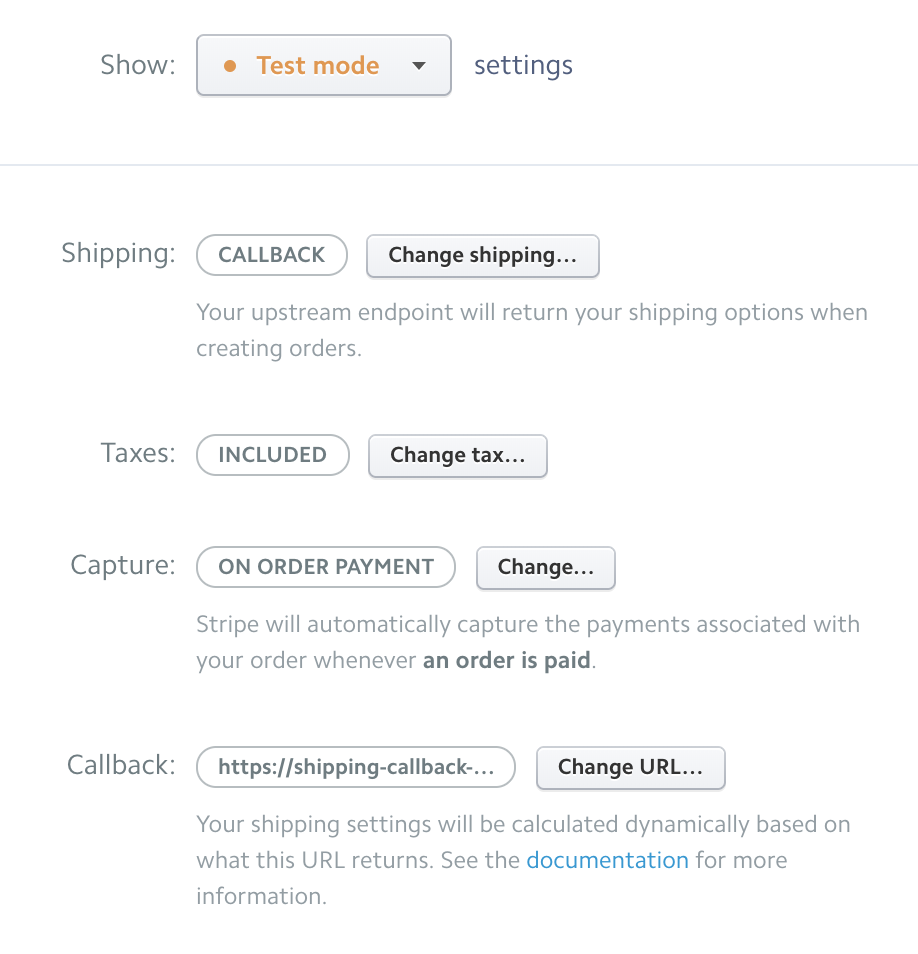 Show: Test mode settings
Shipping: CALLBACK Change shipping...
Your upstream endpoint will return your shipping options when
creating orders.
Taxes: INCLUDED Change tax...
Capture: ON ORDER PAYMENT Change...
Stripe will automatically capture the payments associated with
your order whenever an order is paid.
Callback: https://shipping-callback-... Change URL...
Your shipping settings will be calculated dynamically based on
what this URL returns. See the documentation for more
information.